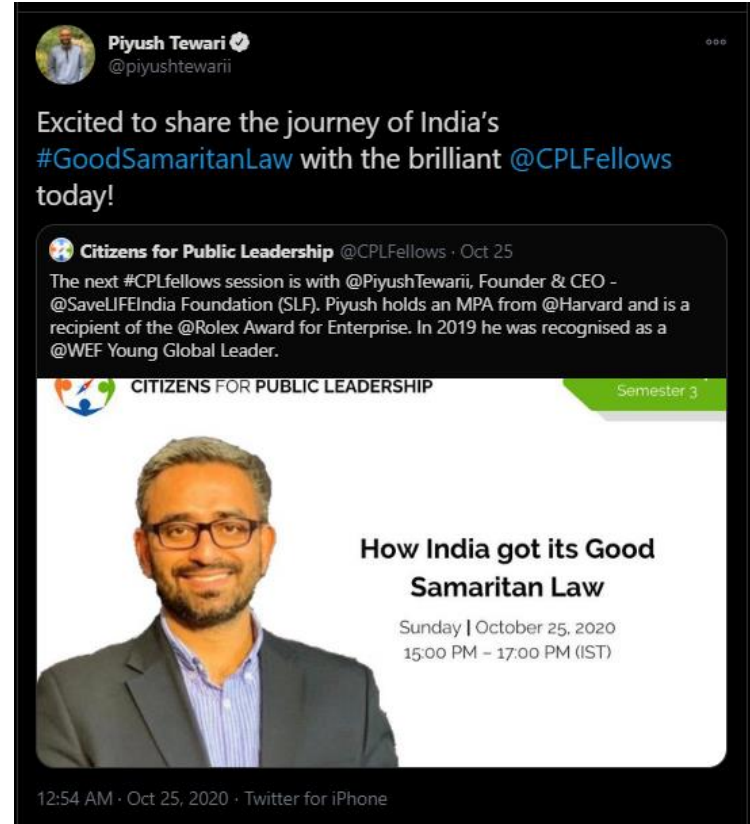 Piyush Tewari
@piyushtewarii
Excited to share the journey of India's
#GoodSamaritanLaw with the brilliant @CPLFellows
today!
Citizens for Public Leadership @CPLFellows · Oct 25
The next #CPLfellows session is with @PiyushTewarii, Founder & CEO -
@SaveLIFEIndia Foundation (SLF). Piyush holds an MPA from @Harvard and is a
recipient of the @Rolex Award for Enterprise. In 2019 he was recognised as a
@WEF Young Global Leader.
CITIZENS FOR PUBLIC LEADERSHIP
Semester 3
How India got its Good
Samaritan Law
Sunday | October 25, 2020
15:00 PM – 17:00 PM (IST)
12:54 AM · Oct 25, 2020 · Twitter for iPhone